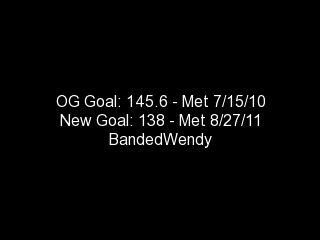 OG Goal: 145.6 - Met 7/15/10
New Goal: 138 - Met 8/27/11
BandedWendy